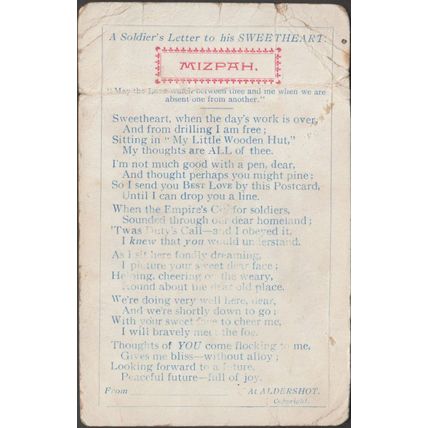 A Soldier's Letter to his SWEETHEART.
MIZPAH.
"May the Lord watch between thee and me when we are
absent one from another."
Sweetheart, when the day's work is over,
And from drilling I am free;
Sitting in "My Little Wooden Hut,"
My thoughts are ALL of thee.
I'm not much good with a pen, dear,
And thought perhaps you might pine;
So I send you BEST LOVE by this Postcard,
Until I can drop you a line.
When the Empire's Call for soldiers,
Sounded through our dear homeland;
'Twas Duty's Call—and I obeyed it.
I knew that you would understand.
As I sit here fondly dreaming,
I picture your sweet dear face;
Helping, cheering the weary,
Round about the dear old place.
We're doing very well here, dear,
And we're shortly down to go;
With your sweet face to cheer me,
I will bravely meet the foe.
Thoughts of YOU come flocking to me,
Gives me bliss—without alloy;
Looking forward to a future,
Peaceful future—full of joy.
From
At ALDERSHOT.
Copyright.